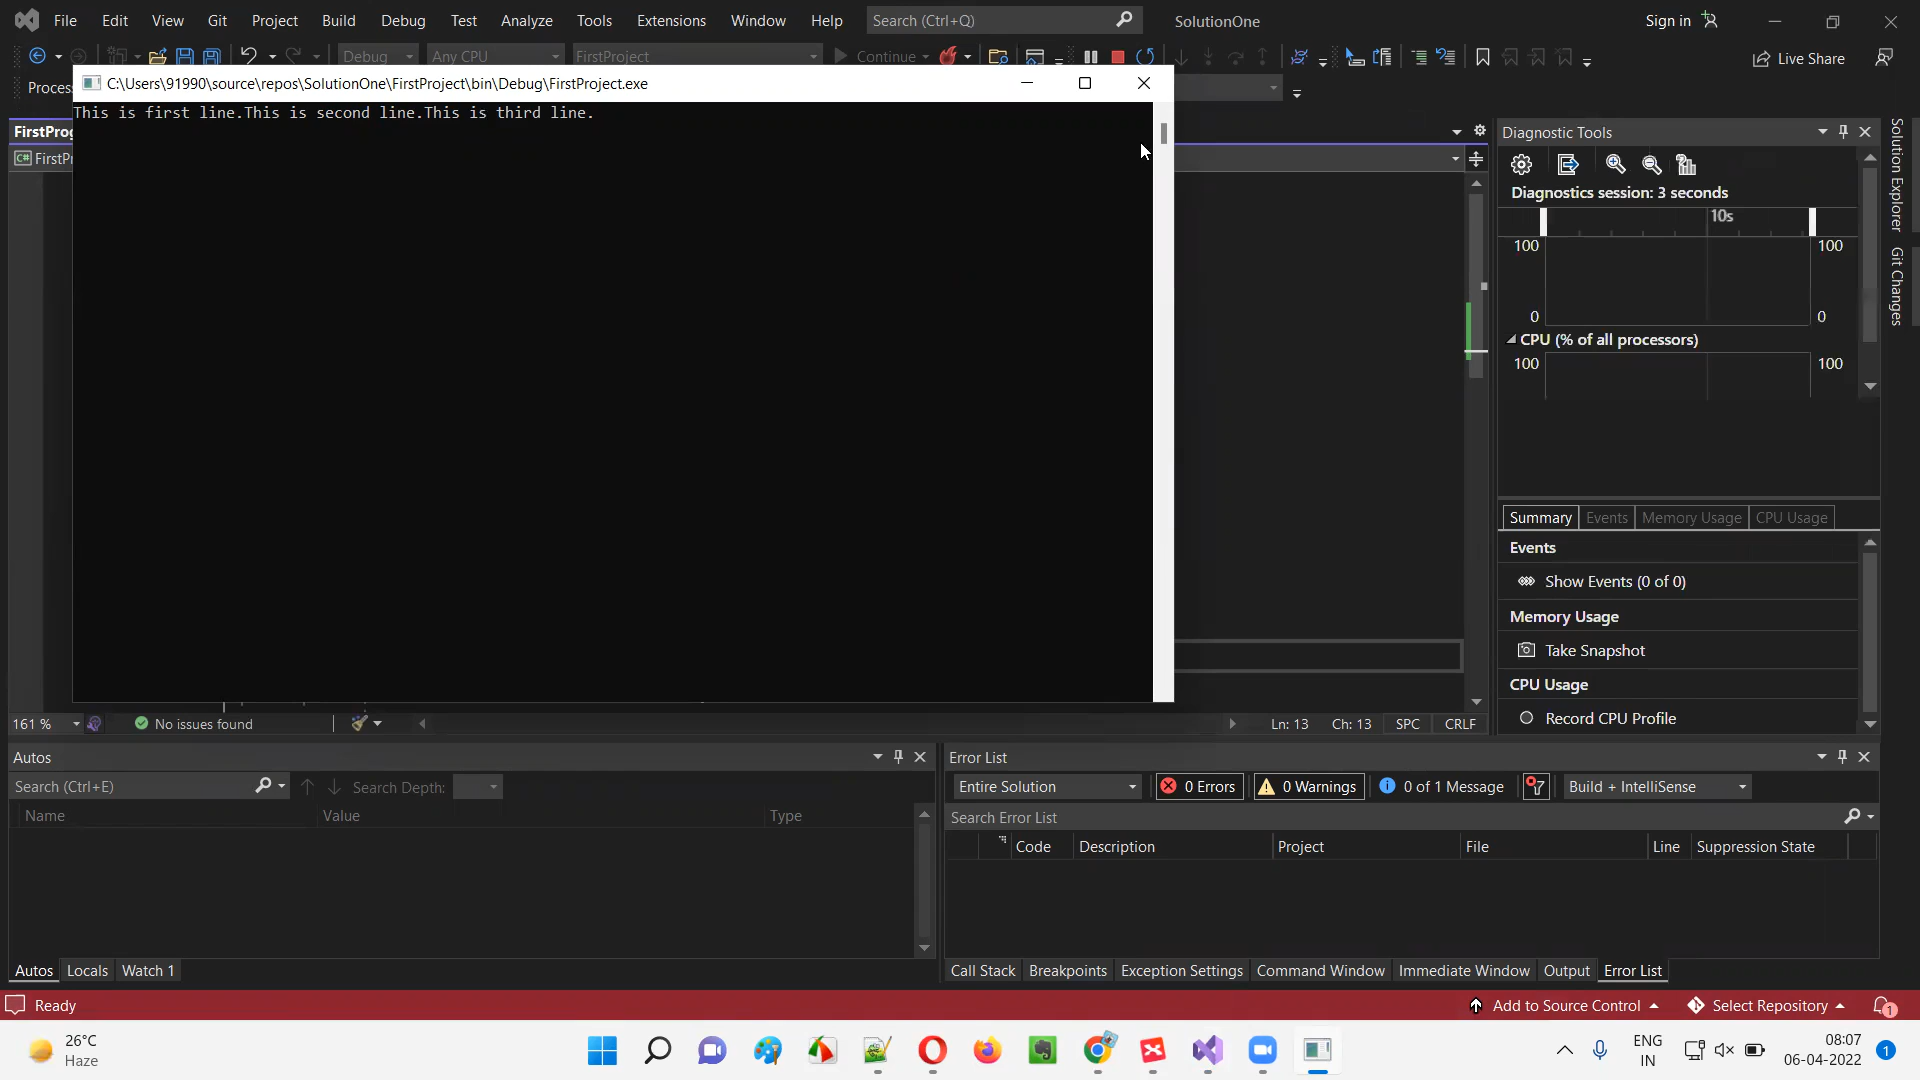 File Edit View Git Project Build Debug Test Analyze Tools Extensions Window Help Search (Ctrl+Q) SolutionOne Sign in
Debug Any CPU FirstProject Continue Live Share
Proces
C:\Users\91990\source\repos\SolutionOne\FirstProject\bin\Debug\FirstProject.exe
This is first line.This is second line.This is third line.
FirstProg
C# FirstPr
Diagnostic Tools
Diagnostics session: 3 seconds
10s
100 100
0 0
CPU (% of all processors)
100 100
Solution Explorer
Git Changes
Summary Events Memory Usage CPU Usage
Events
Show Events (0 of 0)
Memory Usage
Take Snapshot
CPU Usage
Record CPU Profile
161 % No issues found Ln: 13 Ch: 13 SPC CRLF
Autos
Search (Ctrl+E) Search Depth:
Name Value Type
Autos Locals Watch 1
Error List
Entire Solution 0 Errors 0 Warnings 0 of 1 Message Build + IntelliSense
Search Error List
Code Description Project File Line Suppression State
Call Stack Breakpoints Exception Settings Command Window Immediate Window Output Error List
Ready Add to Source Control Select Repository 1
26°C
Haze
ENG
IN
08:07
06-04-2022
1